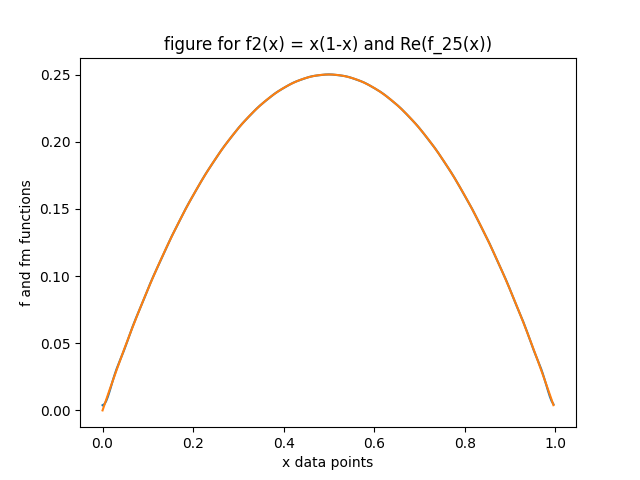 figure for f2(x) = x(1-x) and Re(f_25(x))
0.25
0.20
0.15
0.10
0.05
0.00
f and fm functions
0.0 0.2 0.4 0.6 0.8 1.0
x data points